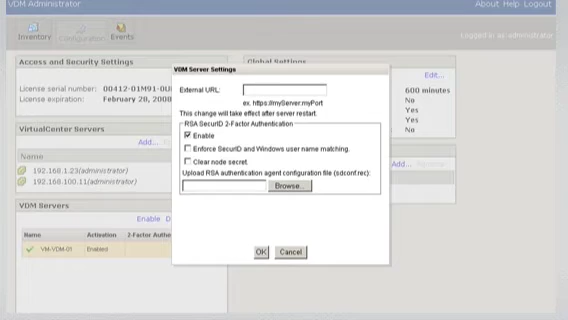 VDM Administrator
About Help Logout
Inventory
Configuration
Events
Logged in as: administrator
Access and Security Settings
License serial number: 00412-01M91-
License expiration: February 28, 2008
VirtualCenter Servers
Add...
Name
192.168.1.23(administrator)
192.168.100.11(administrator)
VDM Servers
Enable
Name Activation 2-Factor Authe
VM-VDM-01 Enabled
Global Settings
Edit...
600 minutes
No
Yes
Yes
No
Add...
VDM Server Settings
External URL:
ex. https://myServer:myPort
This change will take effect after server restart.
RSA SecurID 2-Factor Authentication
Enable
Enforce SecurID and Windows user name matching.
Clear node secret.
Upload RSA authentication agent configuration file (sdconf.rec):
Browse...
OK
Cancel